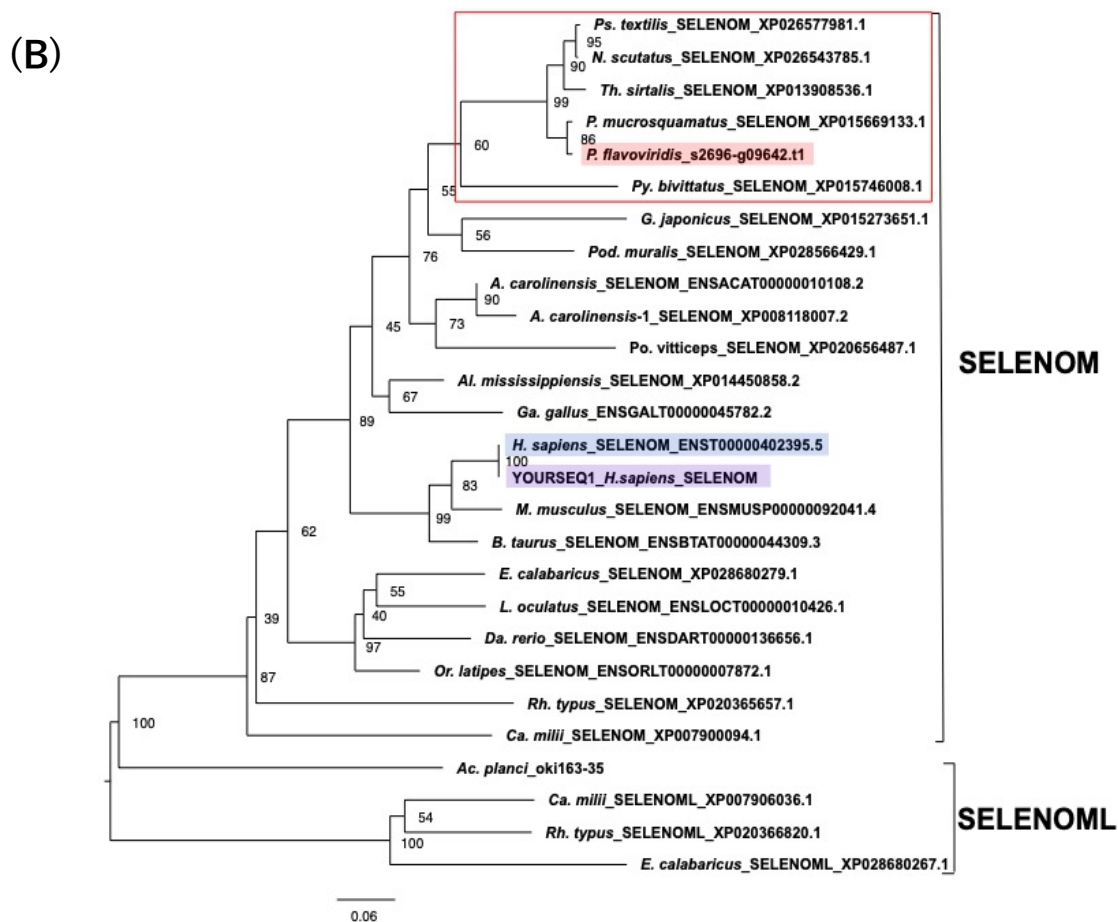 (B)
Ps. textilis_SELENOM_XP026577981.1
95
N. scutatus_SELENOM_XP026543785.1
90
Th. sirtalis_SELENOM_XP013908536.1
99
P. mucrosquamatus_SELENOM_XP015669133.1
86
60
P. flavoviridis_s2696-g09642.t1
Py. bivittatus_SELENOM_XP015746008.1
55
G. japonicus_SELENOM_XP015273651.1
56
Pod. muralis_SELENOM_XP028566429.1
76
A. carolinensis_SELENOM_ENSACAT00000010108.2
90
A. carolinensis-1_SELENOM_XP008118007.2
73
45
Po. vitticeps_SELENOM_XP020656487.1
SELENOM
Al. mississippiensis_SELENOM_XP014450858.2
67
Ga. gallus_ENSGALT00000045782.2
89
H. sapiens_SELENOM_ENST00000402395.5
100
YOURSEQ1_H.sapiens_SELENOM
83
M. musculus_SELENOM_ENSMUSP00000092041.4
99
62
B. taurus_SELENOM_ENSBTAT00000044309.3
E. calabaricus_SELENOM_XP028680279.1
55
L. oculatus_SELENOM_ENSLOCT00000010426.1
40
39
Da. rerio_SELENOM_ENSDART00000136656.1
97
Or. latipes_SELENOM_ENSORLT00000007872.1
87
Rh. typus_SELENOM_XP020365657.1
100
Ca. milii_SELENOM_XP007900094.1
Ac. planci_oki163-35
Ca. milii_SELENOML_XP007906036.1
54
SELENOML
Rh. typus_SELENOML_XP020366820.1
100
E. calabaricus_SELENOML_XP028680267.1
0.06